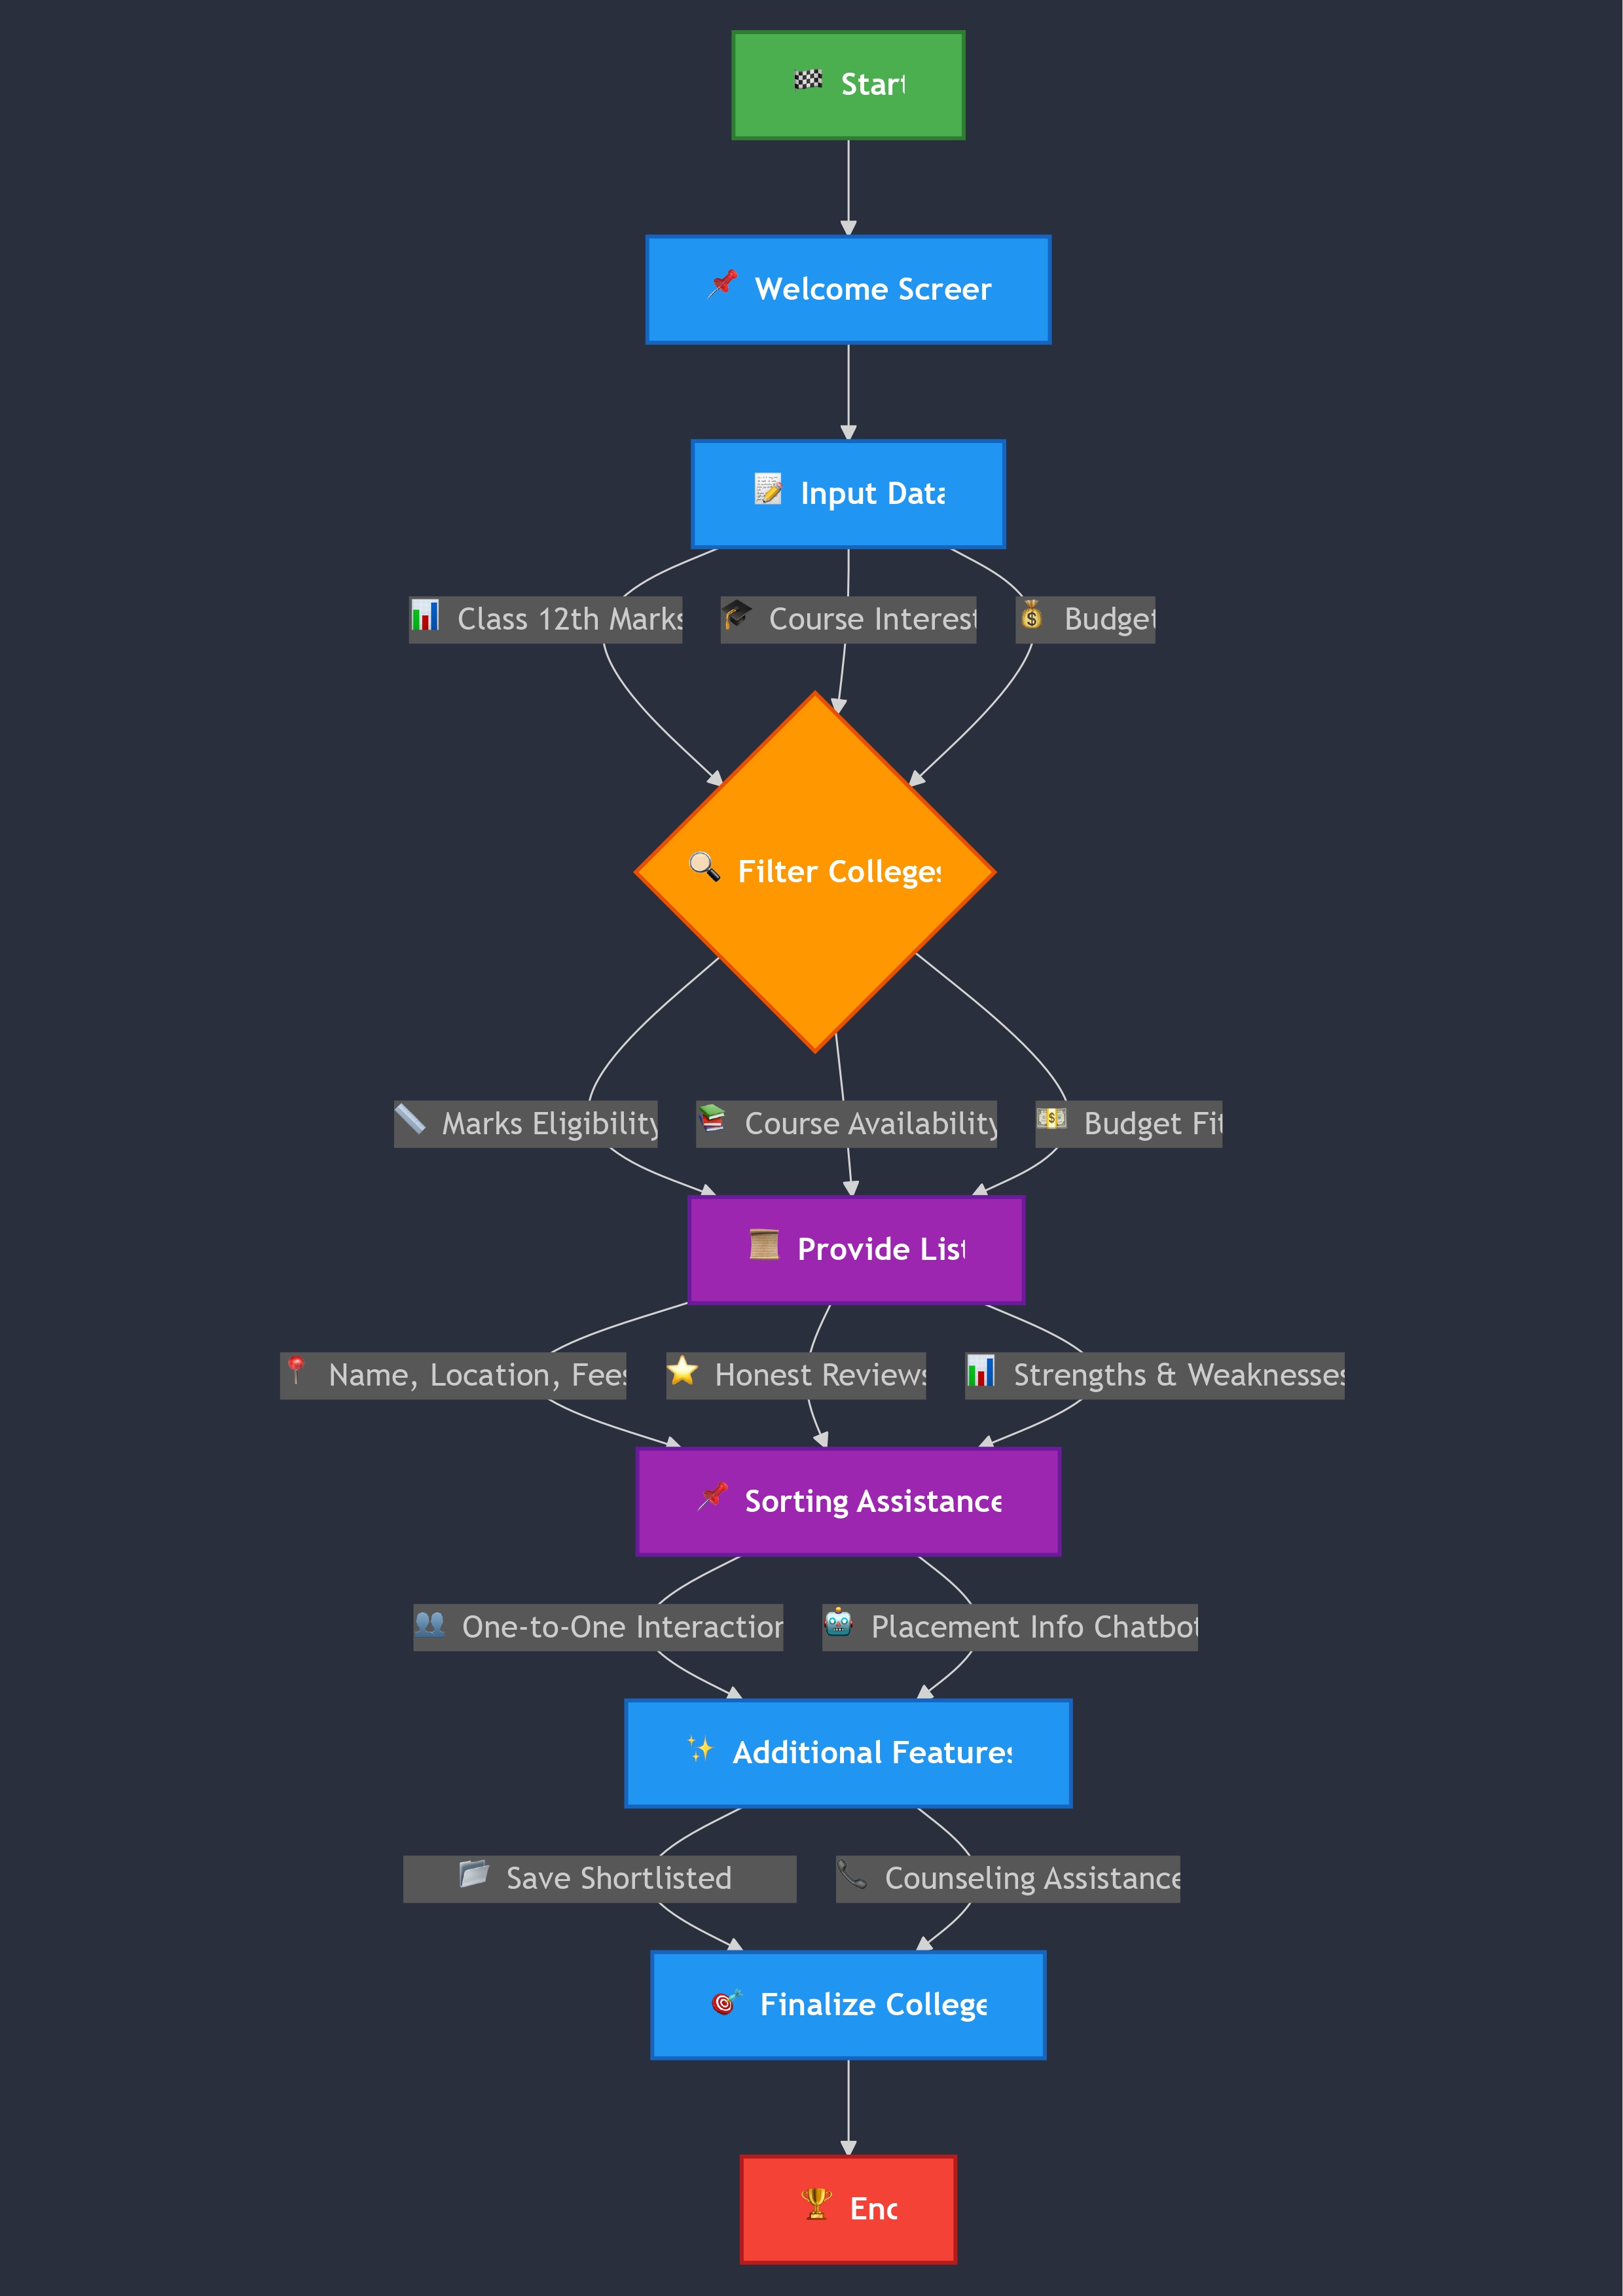 Start
Welcome Screen
Input Data
Class 12th Marks
Course Interest
Budget
Filter Colleges
Marks Eligibility
Course Availability
Budget Fit
Provide List
Name, Location, Fees
Honest Reviews
Strengths & Weaknesses
Sorting Assistance
One-to-One Interaction
Placement Info Chatbot
Additional Features
Save Shortlisted
Counseling Assistance
Finalize College
End